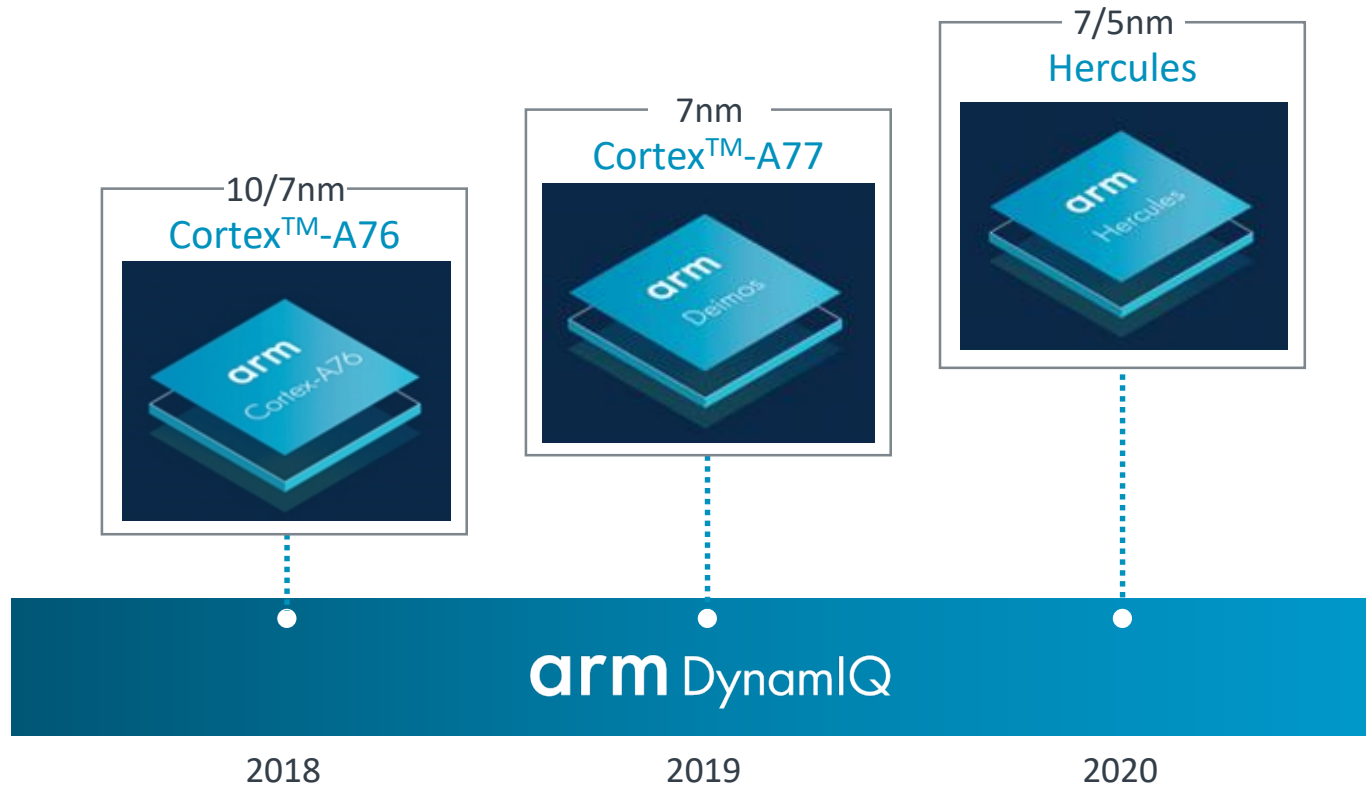 7/5nm
Hercules
arm
Hercules
7nm
Cortex™-A77
arm
Deimos
10/7nm
Cortex™-A76
arm
Cortex-A76
arm DynamIQ
2018
2019
2020